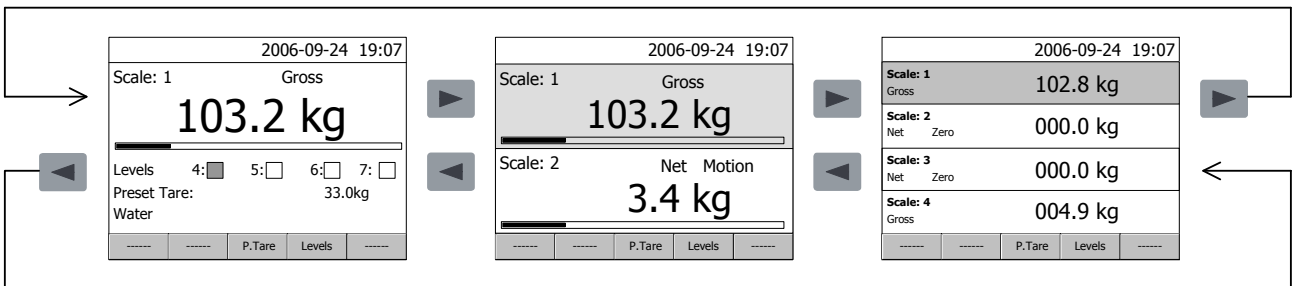 2006-09-24 19:07
Scale: 1 Gross
103.2 kg
Levels 4: 5: 6: 7:
Preset Tare: 33.0kg
Water
------ ------ P.Tare Levels ------
2006-09-24 19:07
Scale: 1 Gross
103.2 kg
Scale: 2 Net Motion
3.4 kg
------ ------ P.Tare Levels ------
2006-09-24 19:07
Scale: 1
Gross 102.8 kg
Scale: 2
Net Zero 000.0 kg
Scale: 3
Net Zero 000.0 kg
Scale: 4
Gross 004.9 kg
------ ------ P.Tare Levels ------